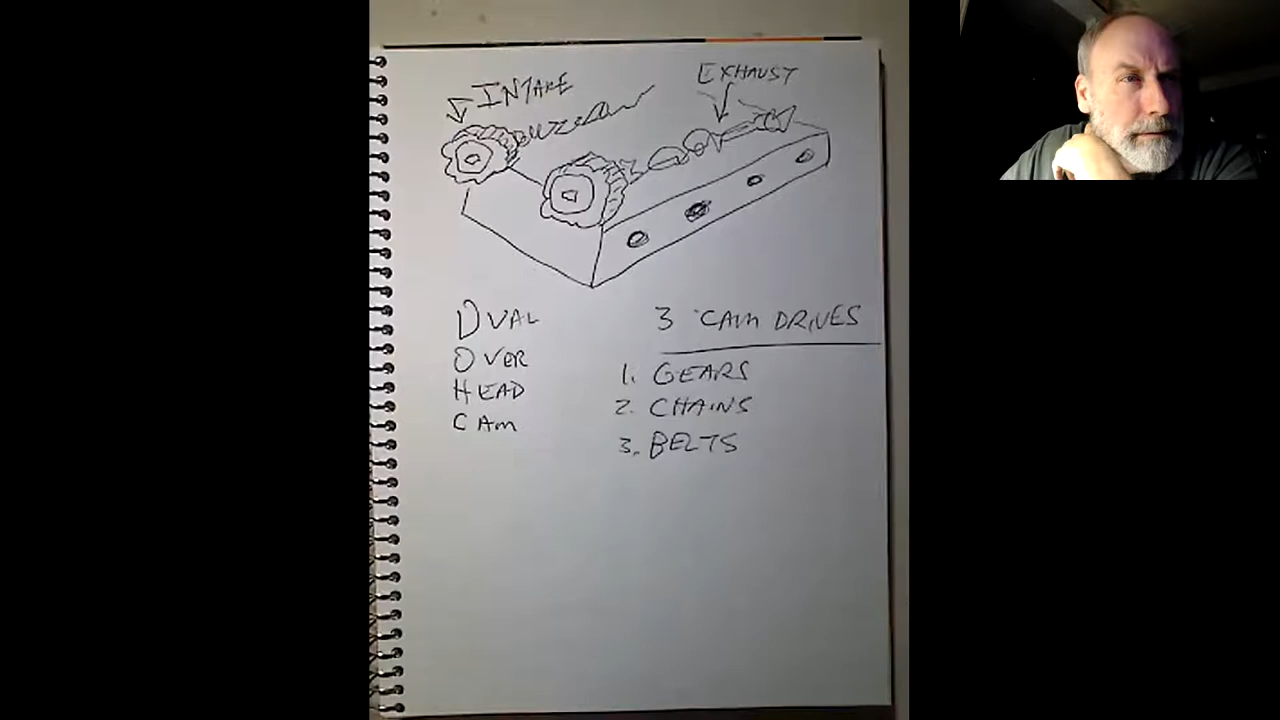 INTAKE
EXHAUST
DUAL
OVER
HEAD
CAM
3 CAM DRIVES
1. GEARS
2. CHAINS
3. BELTS